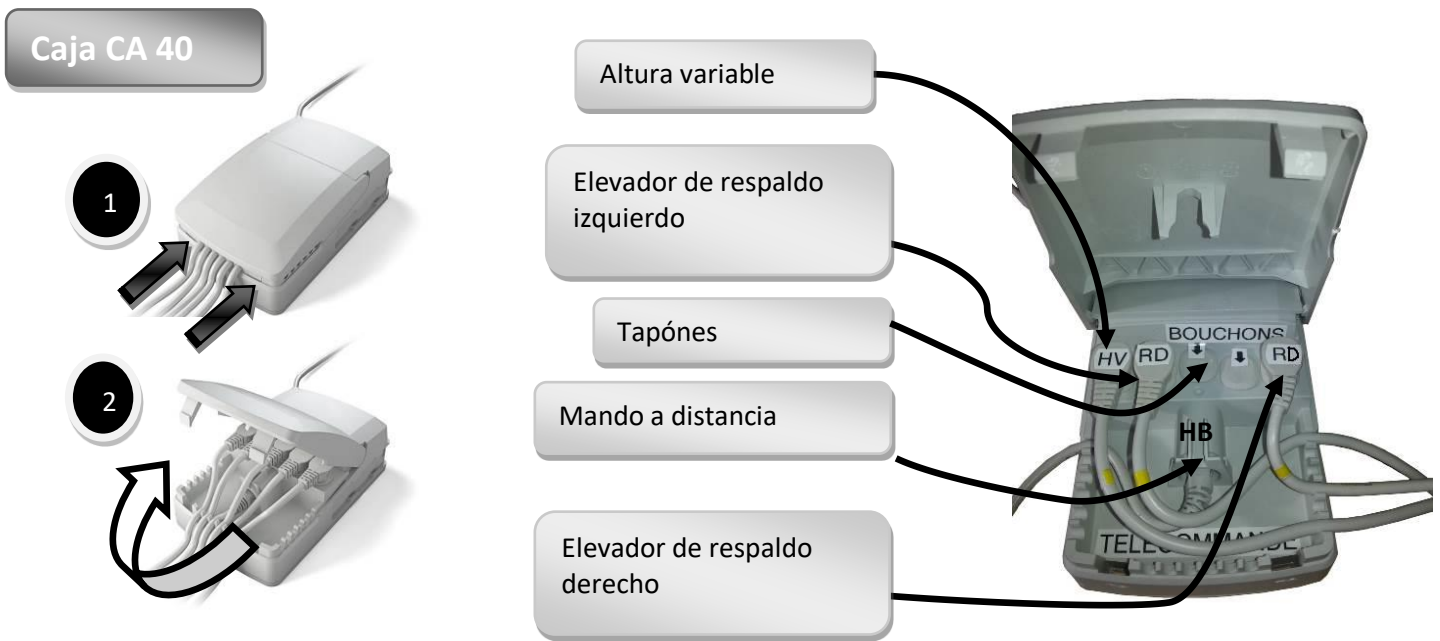 Caja CA 40
1
2
Altura variable
Elevador de respaldo
izquierdo
Tapónes
Mando a distancia
Elevador de respaldo
derecho
BOUCHONS
HV
RD
RD
HB
TELECOMMANDE